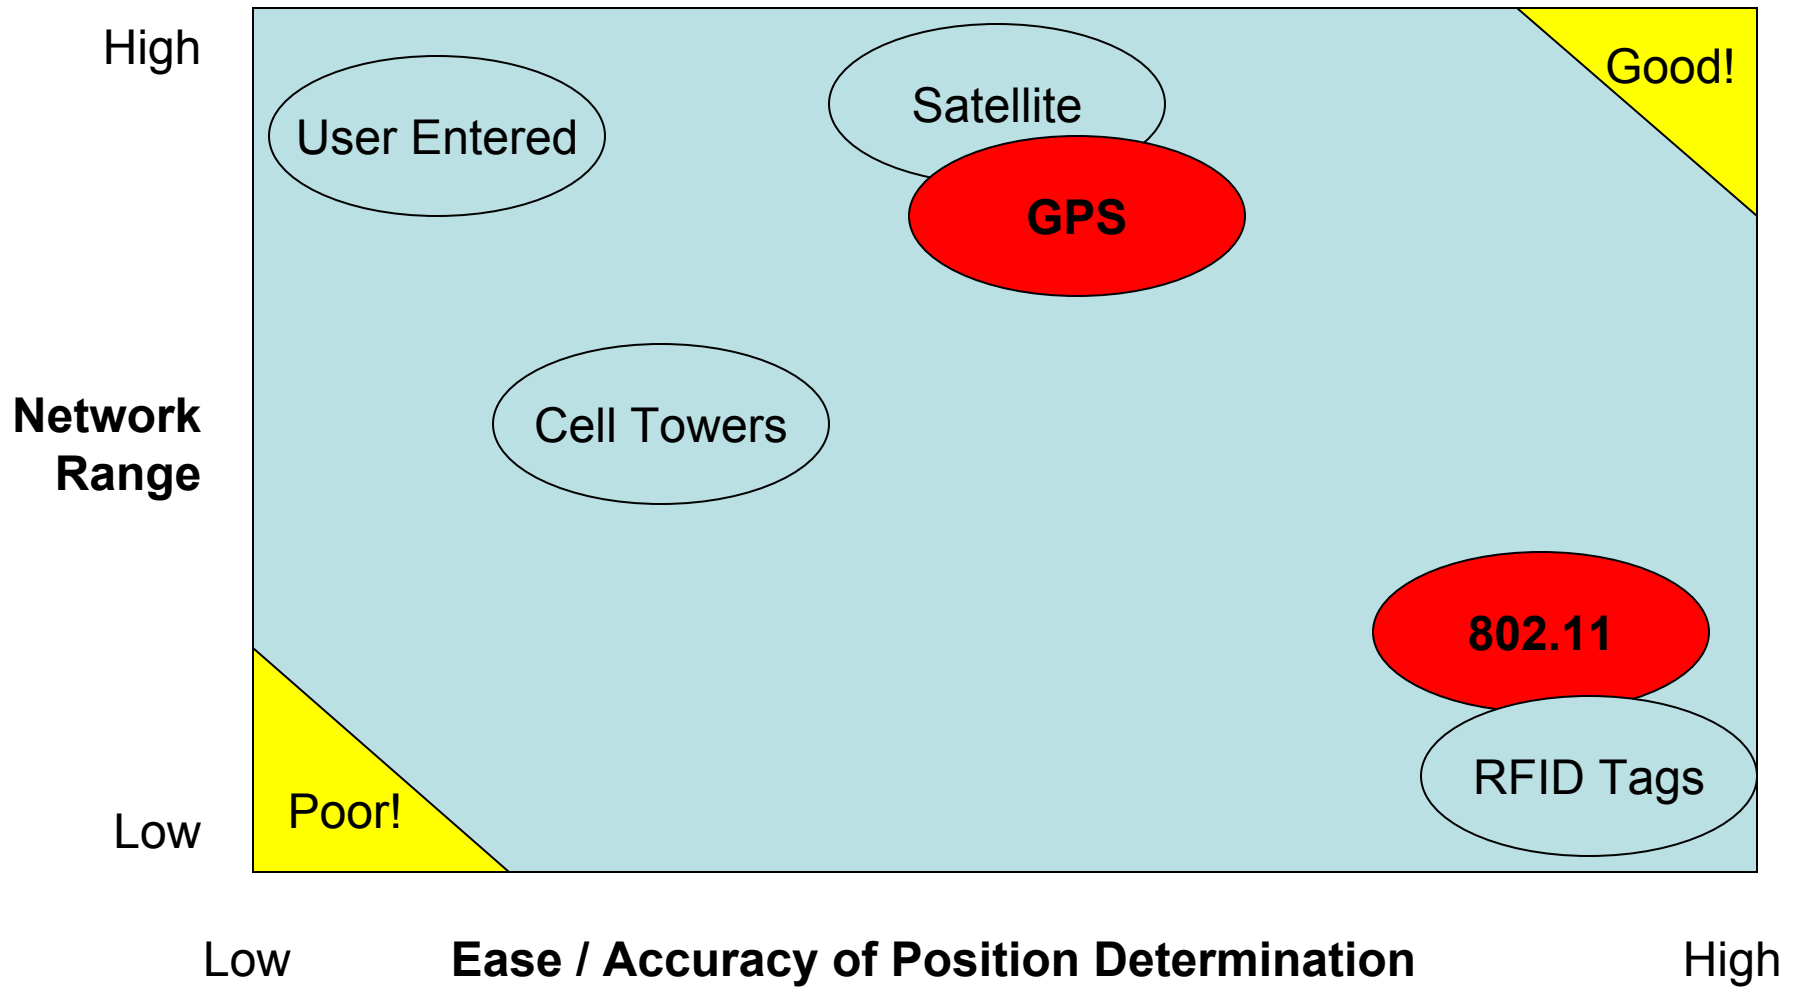 High
Good!
Satellite
User Entered
GPS
Network
Range
Cell Towers
802.11
RFID Tags
Poor!
Low
Low
Ease / Accuracy of Position Determination
High